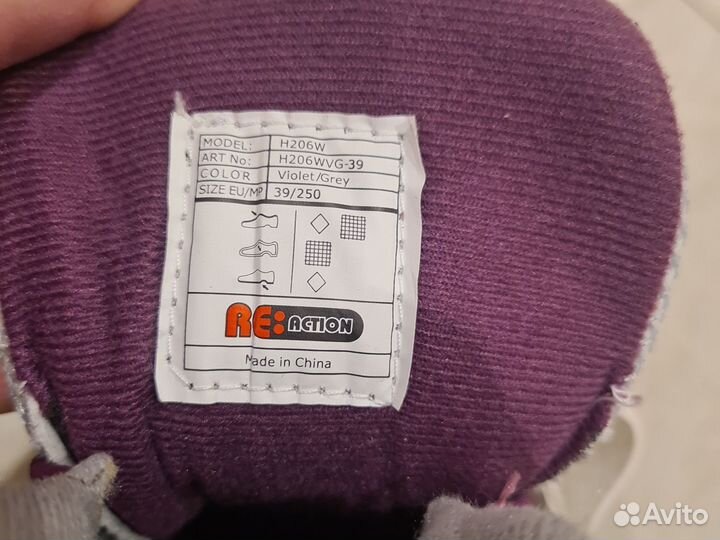 MODEL: H206W
ART No: H206WVG-39
COLOR Violet/Grey
SIZE EU/MP 39/250
RE:ACTION
Made in China
Avito